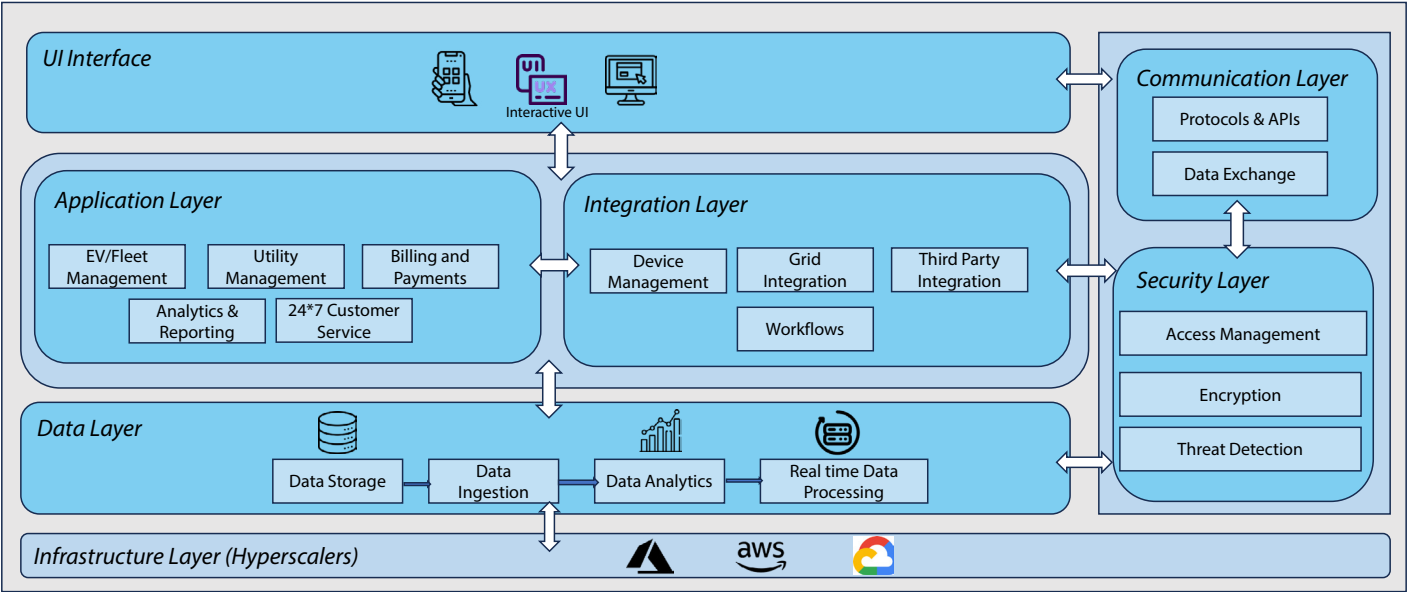 UI Interface
UI
UX
Interactive UI
Communication Layer
Protocols & APIs
Data Exchange
Application Layer
EV/Fleet
Management
Utility
Management
Billing and
Payments
Analytics &
Reporting
24*7 Customer
Service
Integration Layer
Device
Management
Grid
Integration
Third Party
Integration
Workflows
Security Layer
Access Management
Encryption
Threat Detection
Data Layer
Data Storage
Data
Ingestion
Data Analytics
Real time Data
Processing
Infrastructure Layer (Hyperscalers)
aws